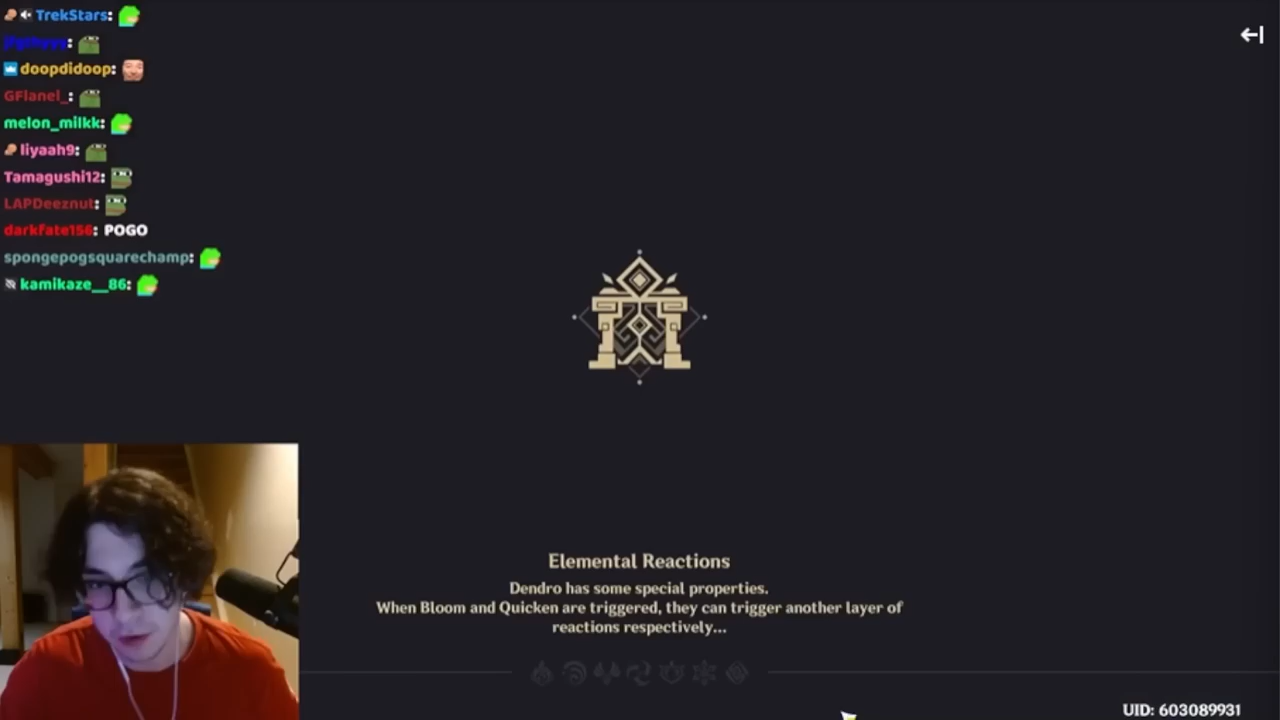 TrekStars:
doopdidoop:
GFlanel_:
melon_milkk:
liyaah9:
Tamagushi12:
LAPDeeznut:
darkfate156: POGO
spongepogsquarechamp:
kamikaze__86:
Elemental Reactions
Dendro has some special properties.
When Bloom and Quicken are triggered, they can trigger another layer of
reactions respectively...
UID: 603089931